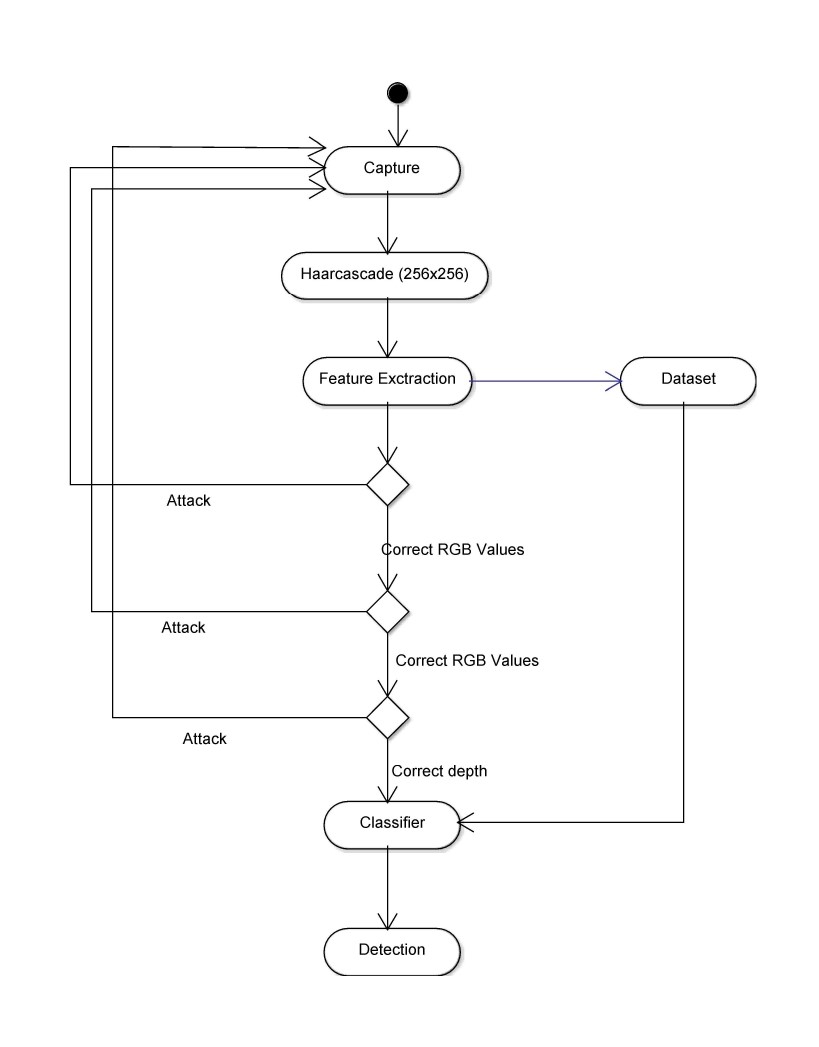 Capture
Haarcascade (256x256)
Feature Exctraction
Dataset
Attack
Correct RGB Values
Attack
Correct RGB Values
Attack
Correct depth
Classifier
Detection